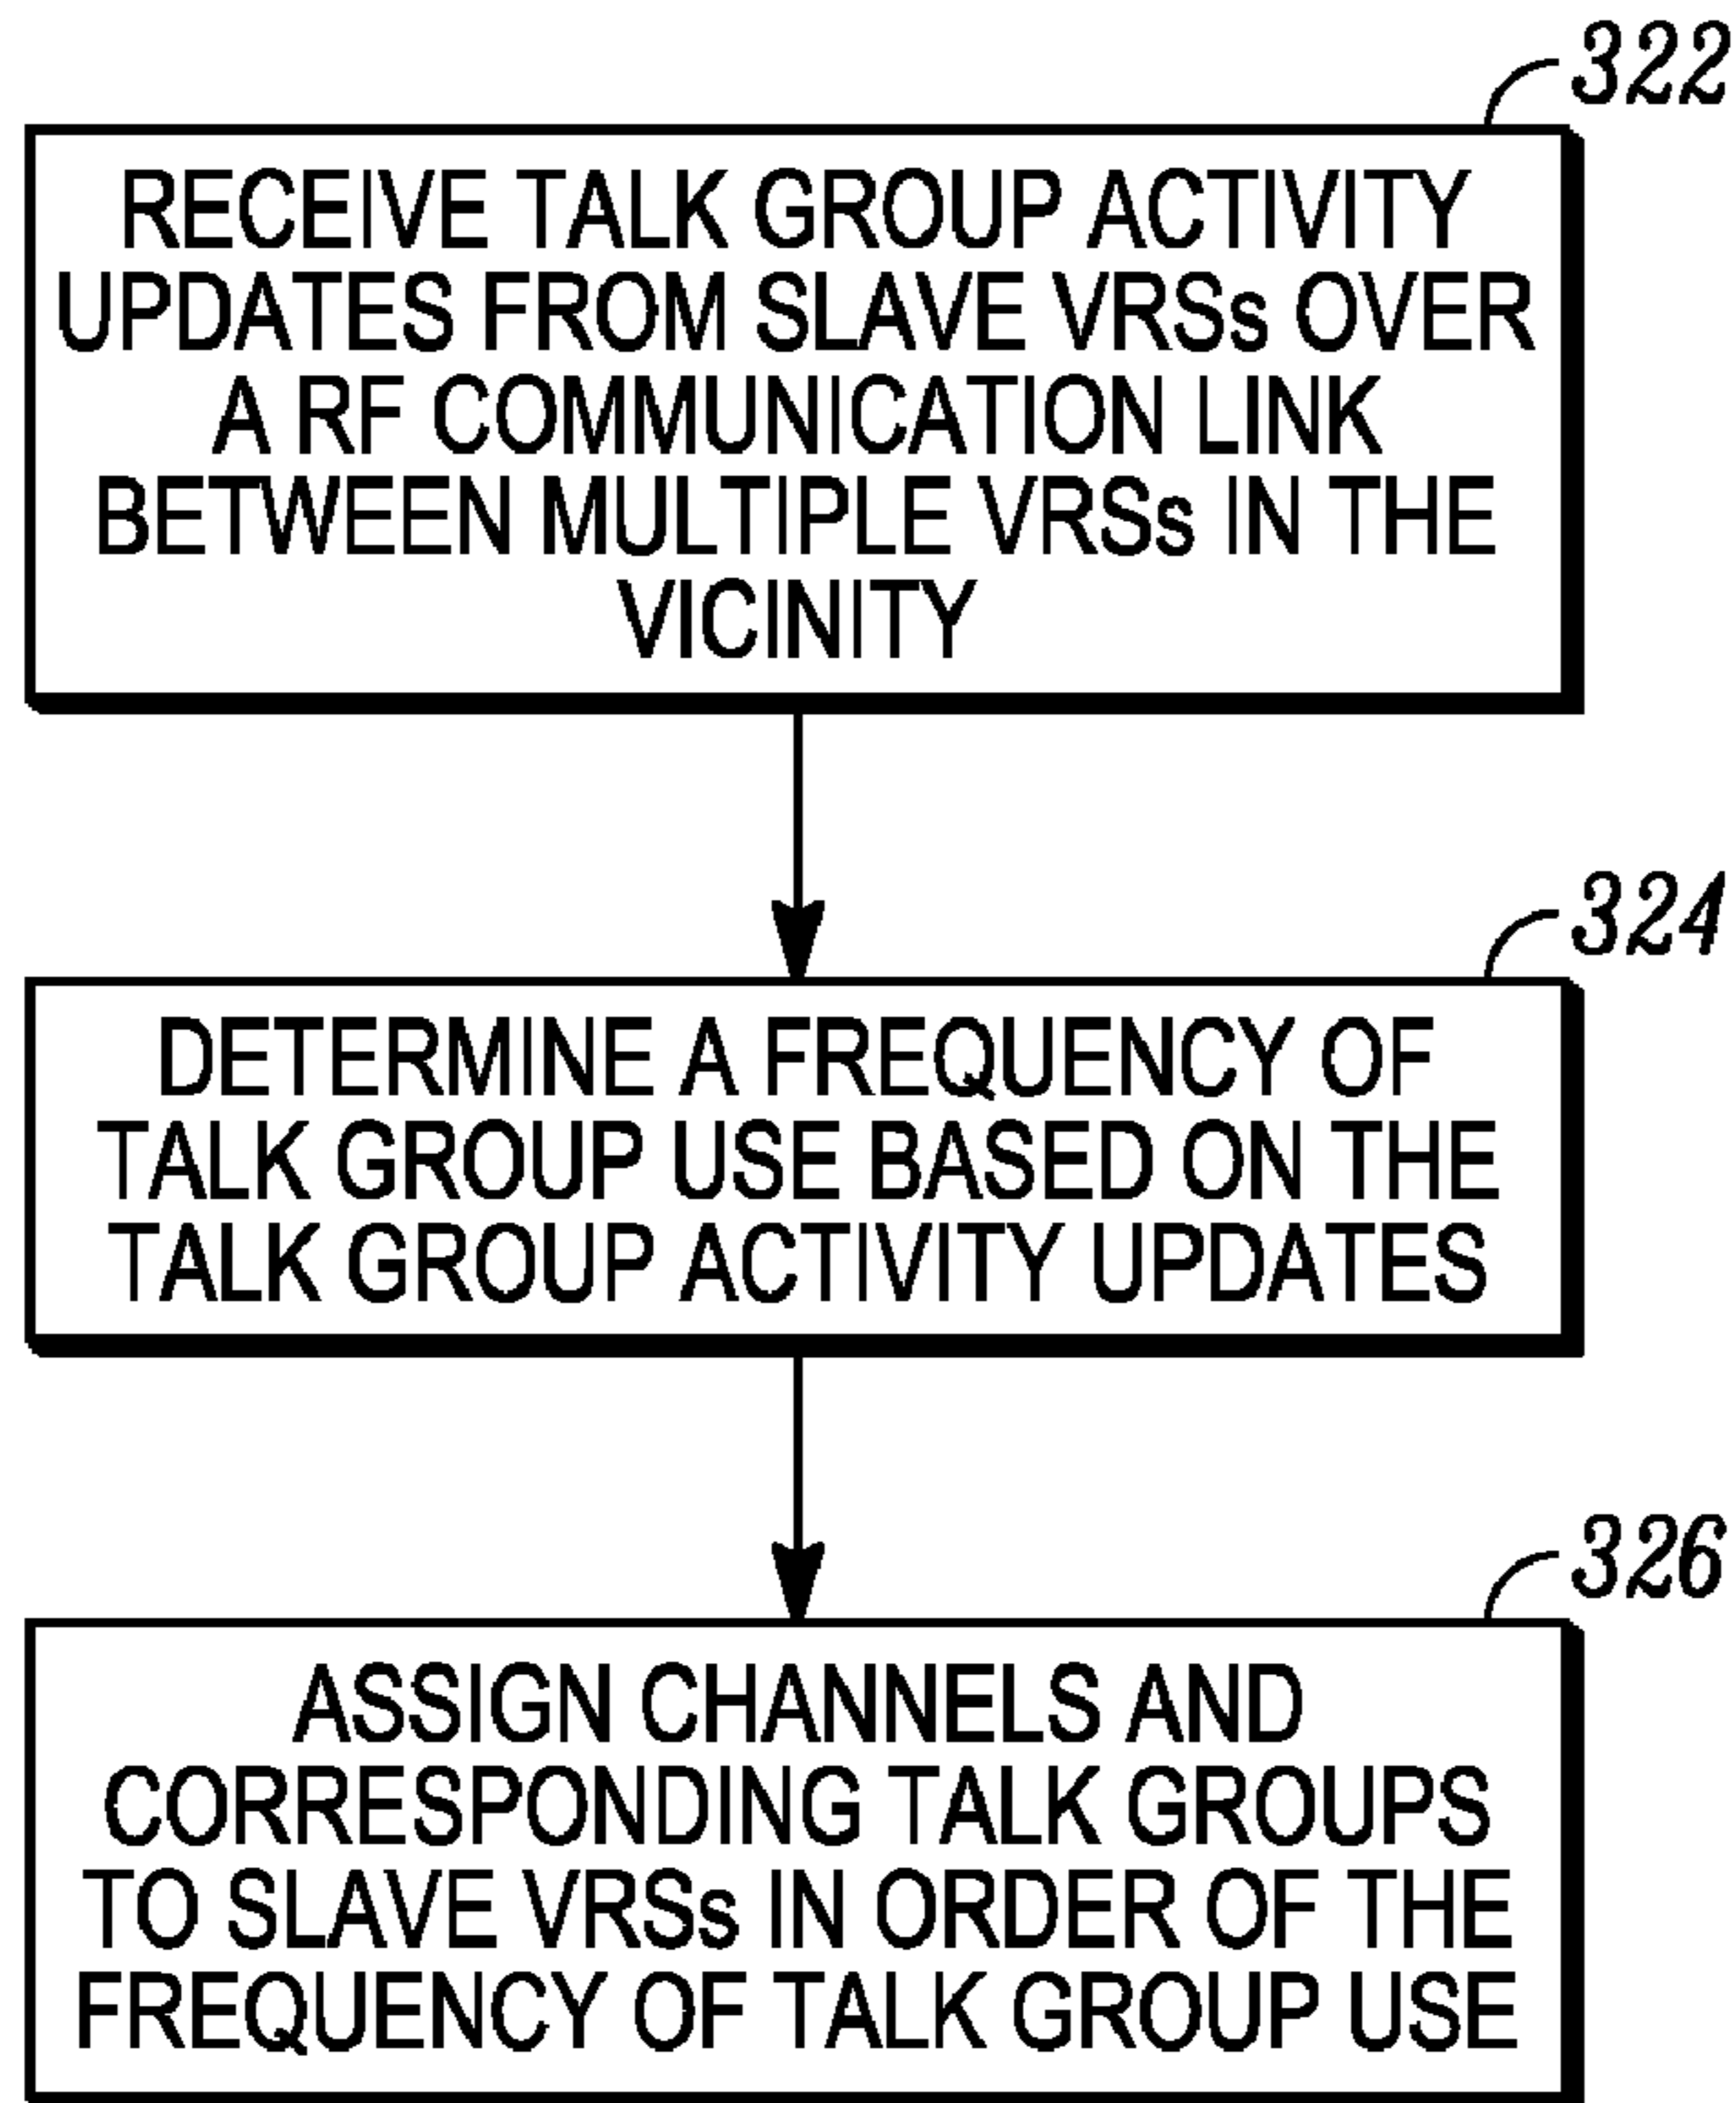 322
RECEIVE TALK GROUP ACTIVITY
UPDATES FROM SLAVE VRSs OVER
A RF COMMUNICATION LINK
BETWEEN MULTIPLE VRSs IN THE
VICINITY
324
DETERMINE A FREQUENCY OF
TALK GROUP USE BASED ON THE
TALK GROUP ACTIVITY UPDATES
326
ASSIGN CHANNELS AND
CORRESPONDING TALK GROUPS
TO SLAVE VRSs IN ORDER OF THE
FREQUENCY OF TALK GROUP USE